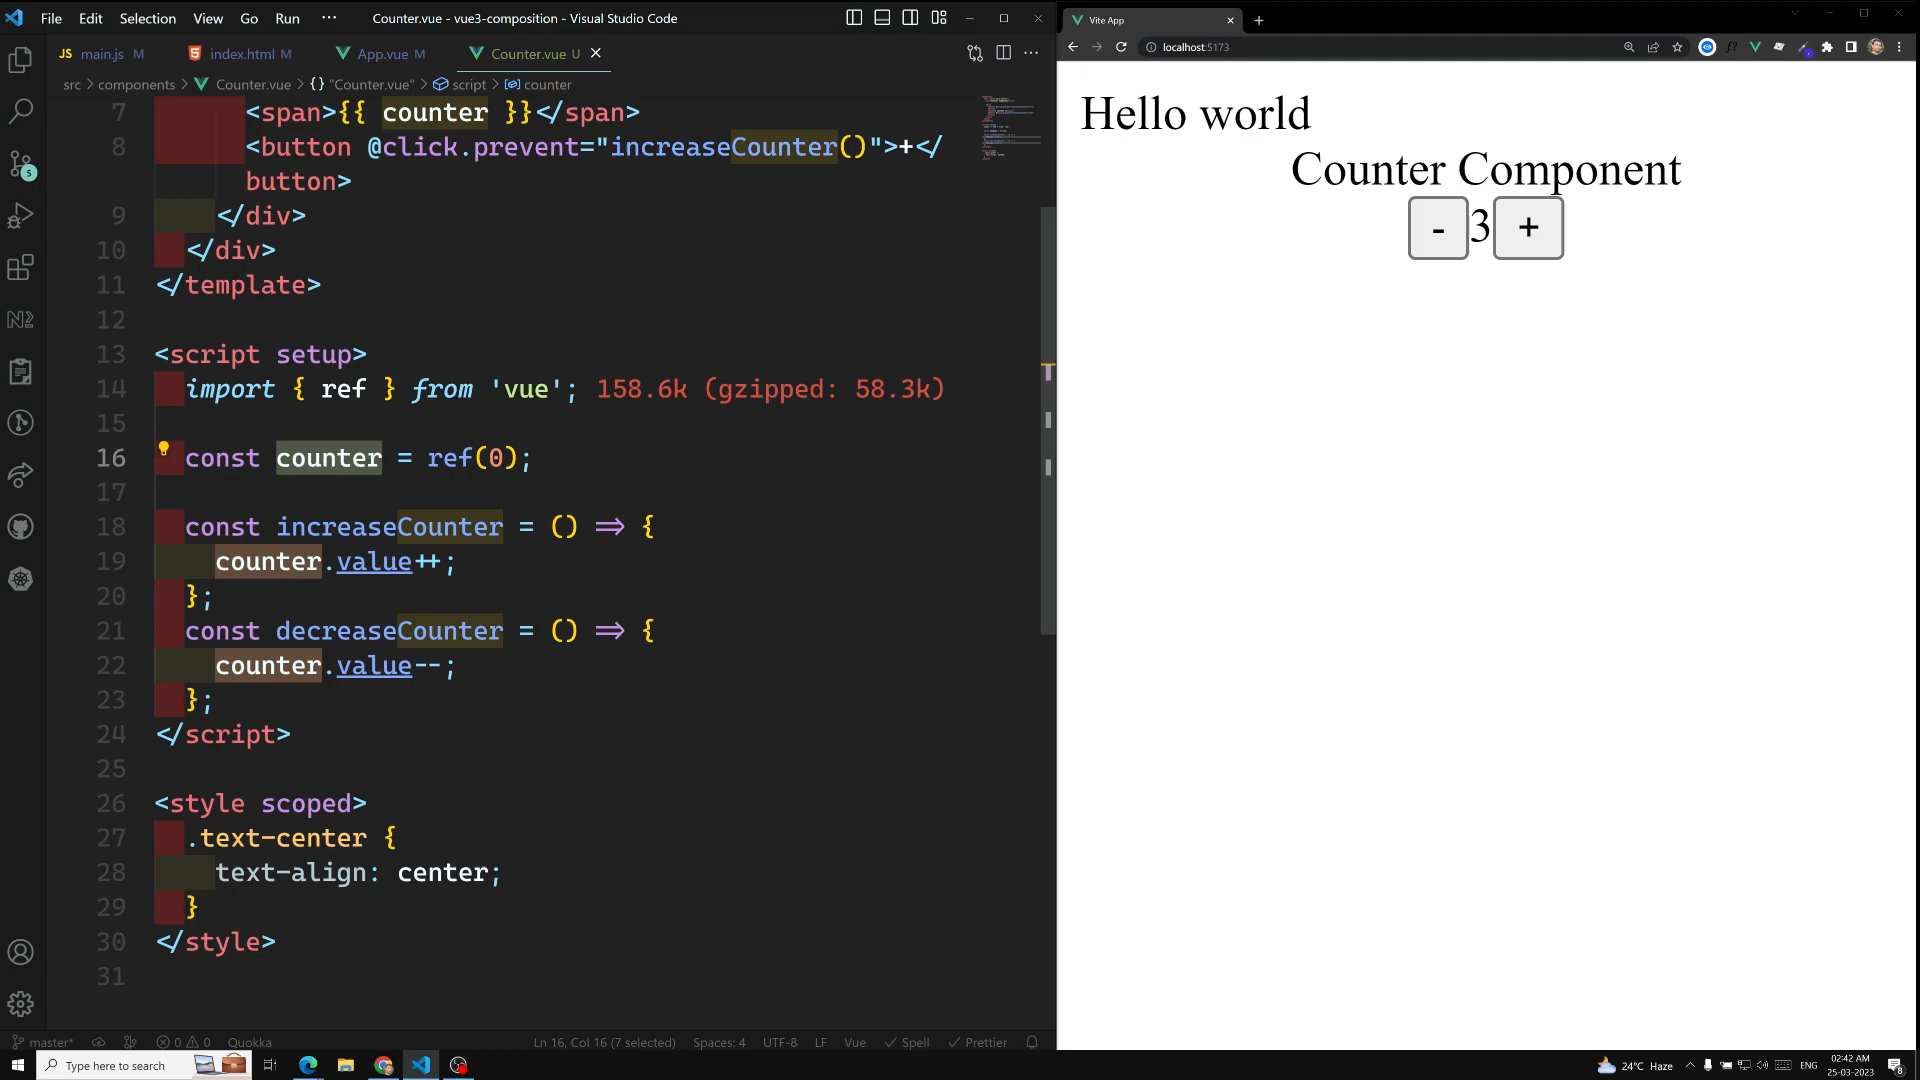 File Edit Selection View Go Run ··· Counter.vue - vue3-composition - Visual Studio Code
JS main.js M index.html M App.vue M Counter.vue U
src > components > Counter.vue > {} "Counter.vue" > script > counter
7 <span>{{ counter }}</span>
8 <button @click.prevent="increaseCounter()">+</
button>
9 </div>
10 </div>
11 </template>
12
13 <script setup>
14 import { ref } from 'vue'; 158.6k (gzipped: 58.3k)
15
16 const counter = ref(0);
17
18 const increaseCounter = () => {
19 counter.value++;
20 };
21 const decreaseCounter = () => {
22 counter.value--;
23 };
24 </script>
25
26 <style scoped>
27 .text-center {
28 text-align: center;
29 }
30 </style>
31
5
master* 0 0 Quokka Ln 16, Col 16 (7 selected) Spaces: 4 UTF-8 LF Vue Spell Prettier
Vite App
localhost:5173
Hello world
Counter Component
- 3 +
Type here to search
24°C Haze ENG 02:42 AM
25-03-2023
8